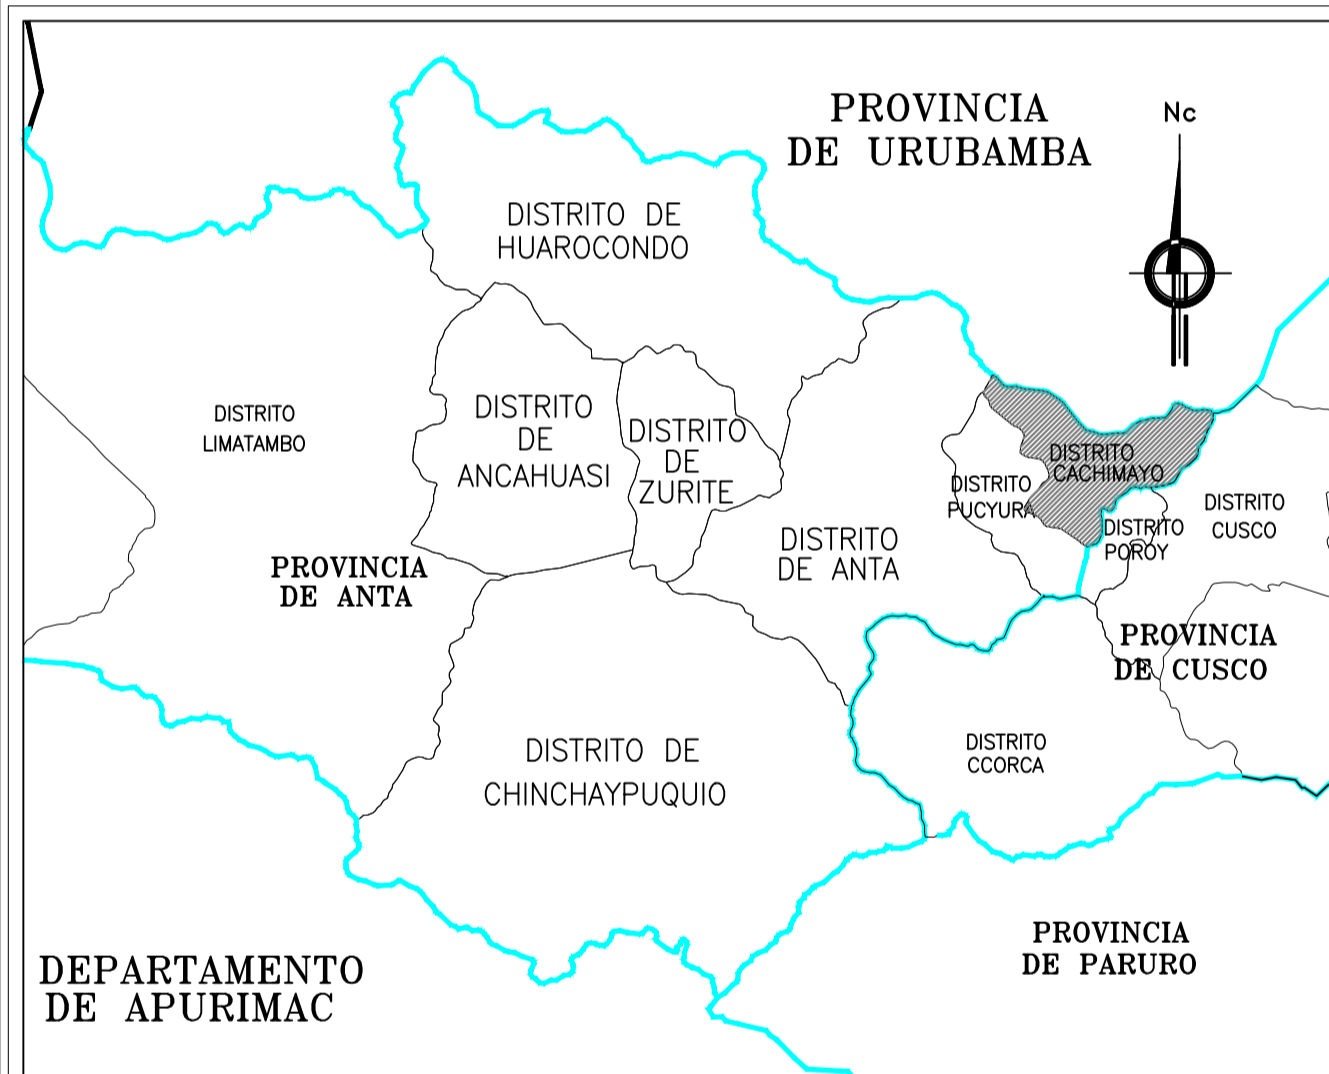 PROVINCIA
DE URUBAMBA
Nc
DISTRITO DE
HUAROCONDO
DISTRITO
LIMATAMBO
DISTRITO
DE
ANCAHUASI
DISTRITO
DE
ZURITE
DISTRITO
CACHIMAYO
DISTRITO
PUCYURA
DISTRITO
CUSCO
DISTRITO
POROY
DISTRITO
DE ANTA
PROVINCIA
DE ANTA
PROVINCIA
DE CUSCO
DISTRITO
CCORCA
DISTRITO DE
CHINCHAYPUQUIO
PROVINCIA
DE PARURO
DEPARTAMENTO
DE APURIMAC